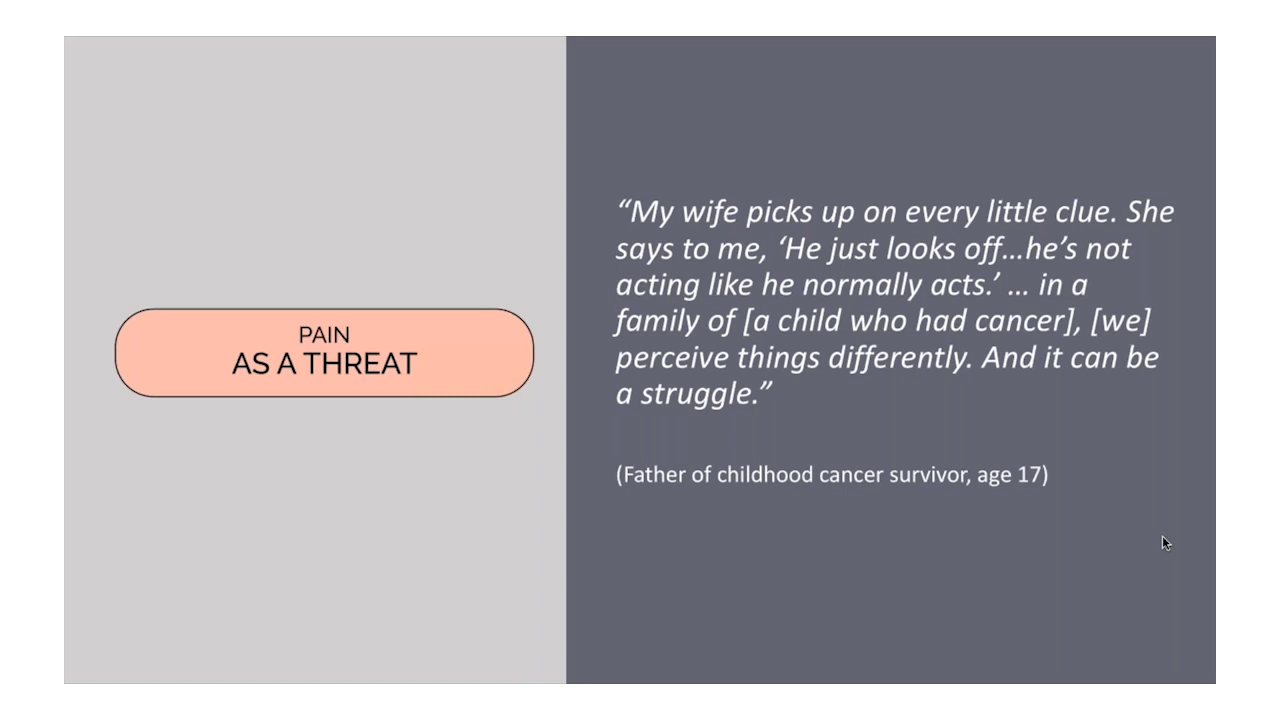 PAIN
AS A THREAT
“My wife picks up on every little clue. She
says to me, ‘He just looks off…he’s not
acting like he normally acts.’ … in a
family of [a child who had cancer], [we]
perceive things differently. And it can be
a struggle.”
(Father of childhood cancer survivor, age 17)